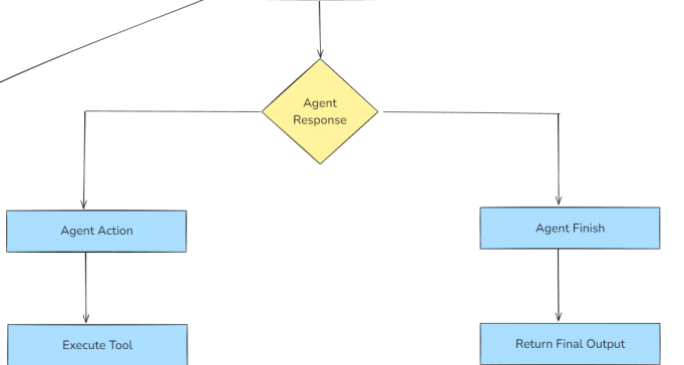 Agent
Response
Agent Action
Agent Finish
Execute Tool
Return Final Output